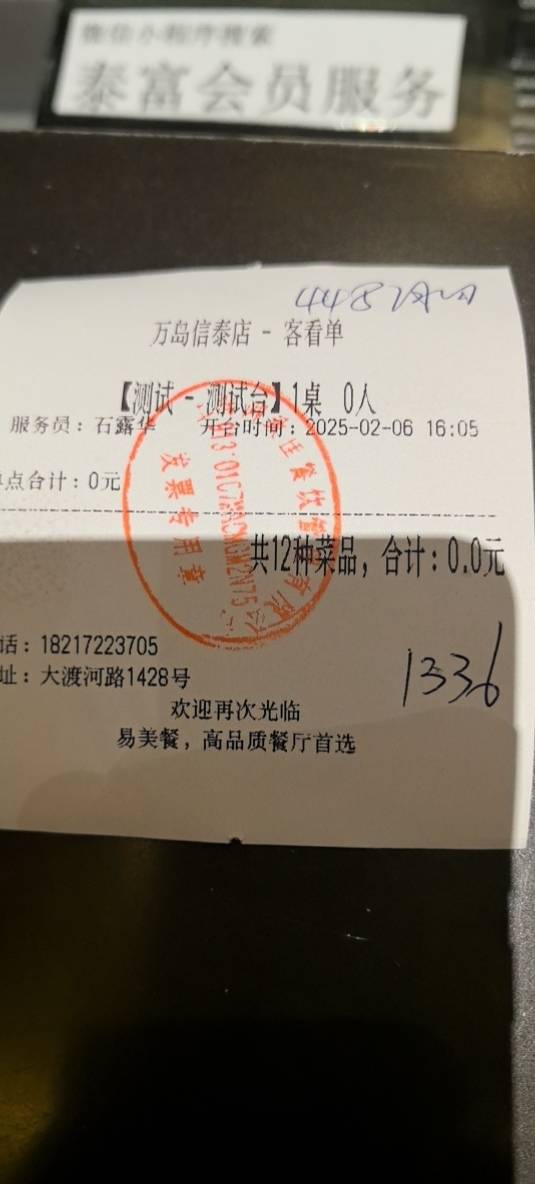 微信小程序搜索
泰富会员服务
448
万岛信泰店 - 客看单
【测试 - 测试台】1桌 0人
服务员：石露华 开台时间：2025-02-06 16:05
点合计：0元
共12种菜品，合计：0.0元
发票专用章
话：18217223705
址：大渡河路1428号
1336
欢迎再次光临
易美餐，高品质餐厅首选